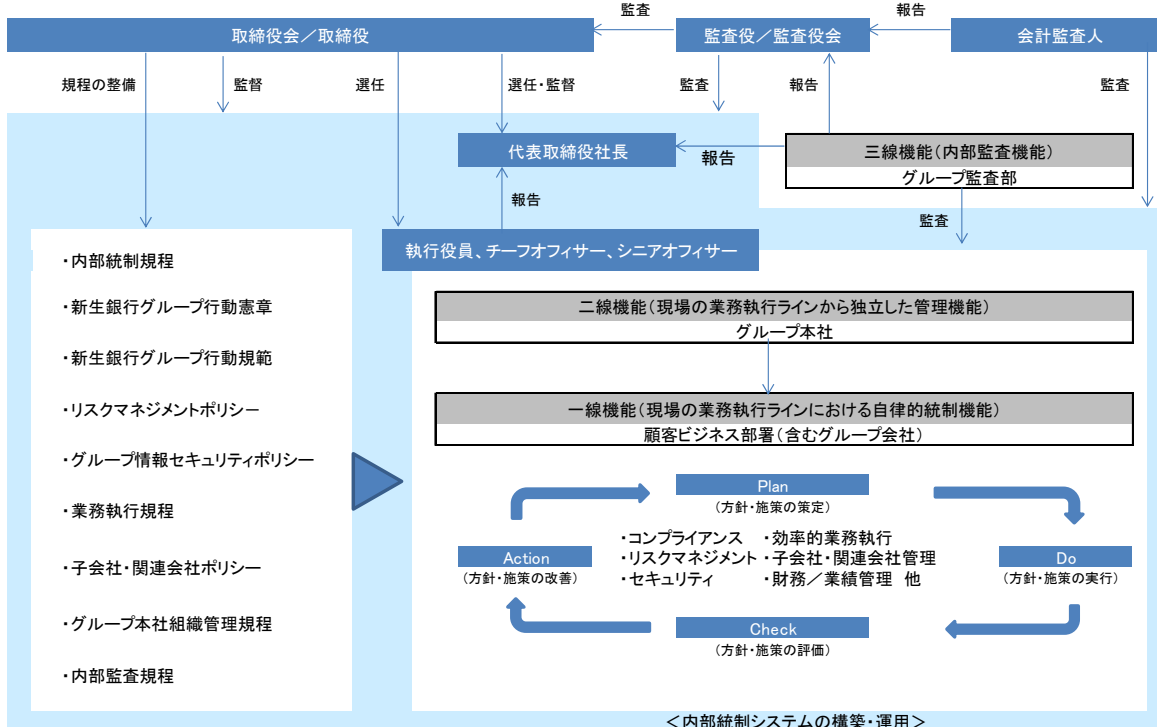 監査
報告
取締役会／取締役
監査役／監査役会
会計監査人
規程の整備
監督
選任
選任・監督
監査
報告
監査
代表取締役社長
報告
三線機能(内部監査機能)
グループ監査部
報告
監査
執行役員、チーフオフィサー、シニアオフィサー
・内部統制規程
・新生銀行グループ行動憲章
・新生銀行グループ行動規範
・リスクマネジメントポリシー
・グループ情報セキュリティポリシー
・業務執行規程
・子会社・関連会社ポリシー
・グループ本社組織管理規程
・内部監査規程
二線機能(現場の業務執行ラインから独立した管理機能)
グループ本社
一線機能(現場の業務執行ラインにおける自律的統制機能)
顧客ビジネス部署(含むグループ会社)
Plan
(方針・施策の策定)
・コンプライアンス ・効率的業務執行
・リスクマネジメント ・子会社・関連会社管理
・セキュリティ ・財務／業績管理 他
Action
(方針・施策の改善)
Do
(方針・施策の実行)
Check
(方針・施策の評価)
＜内部統制システムの構築・運用＞